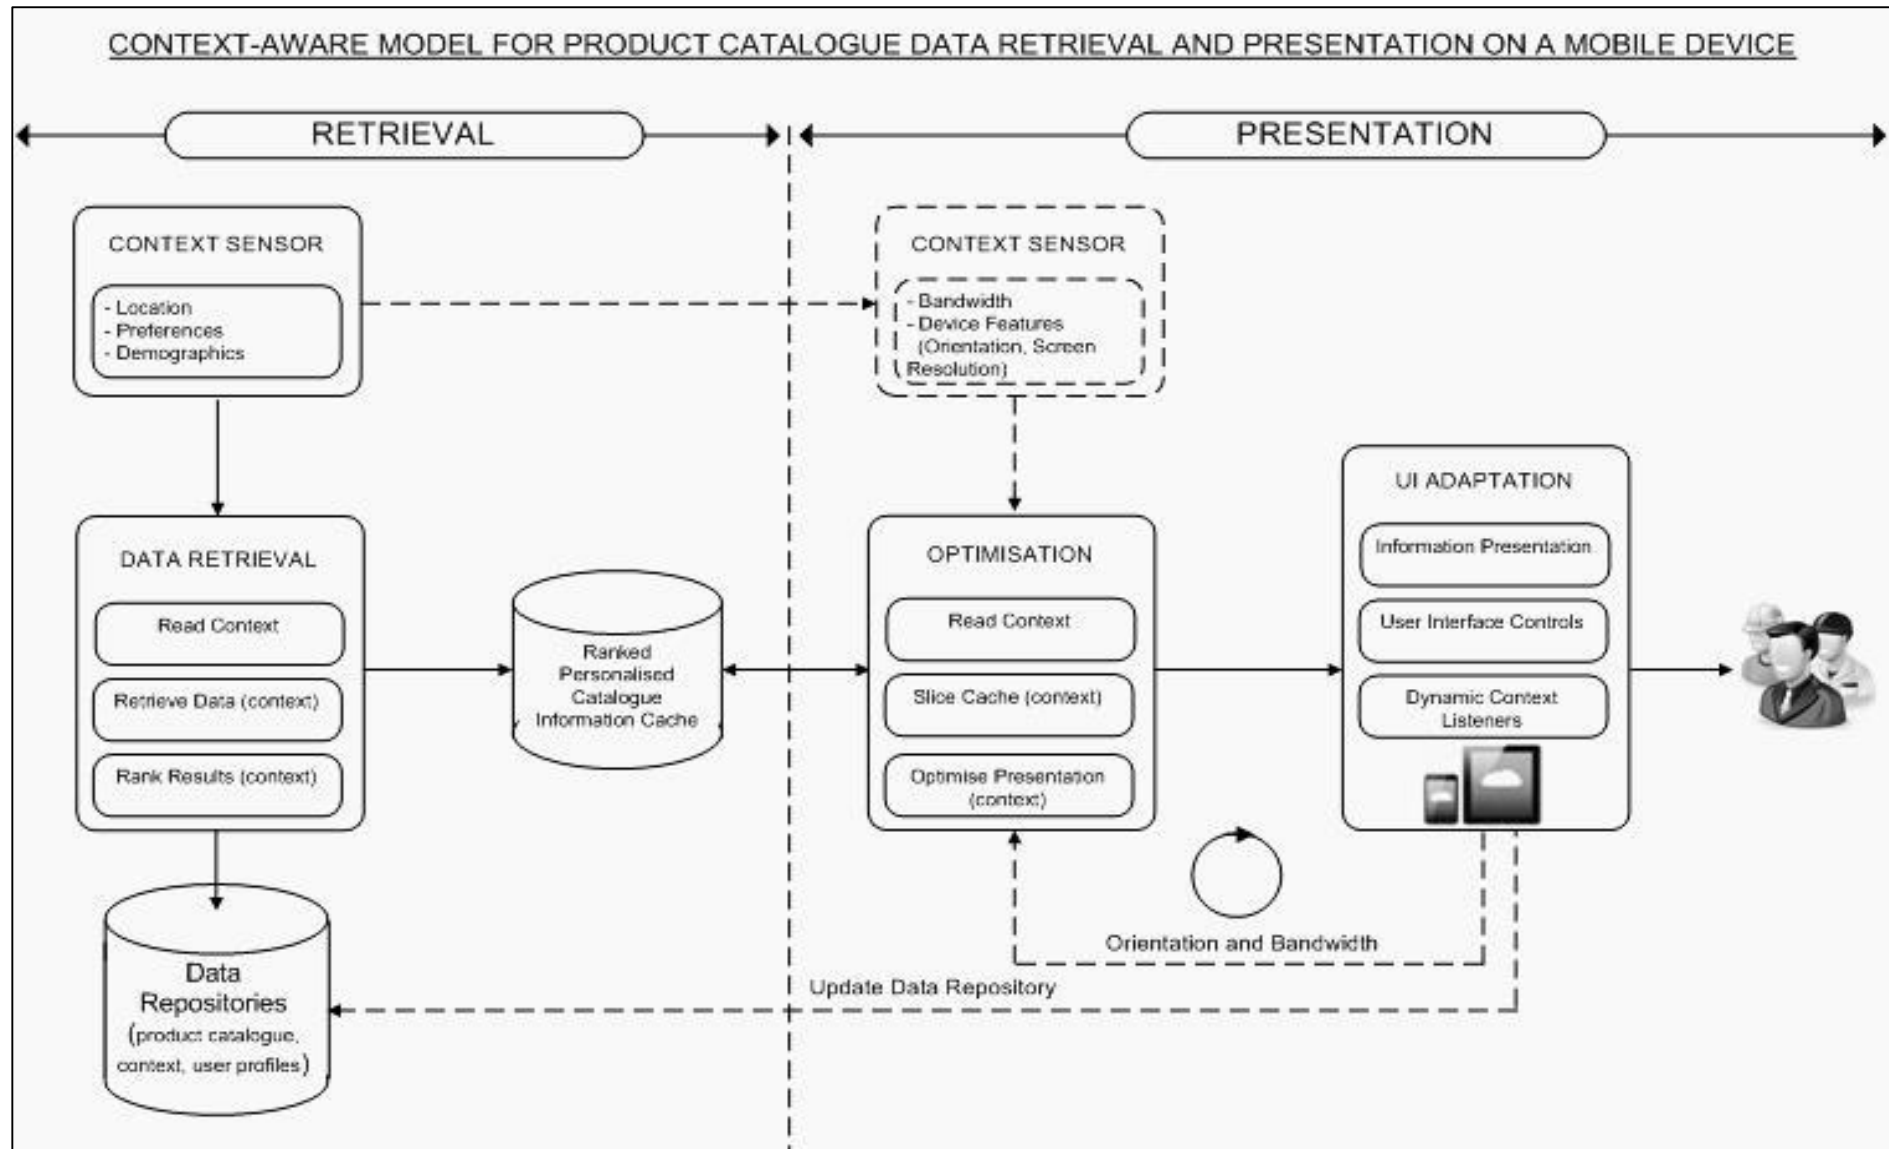 CONTEXT-AWARE MODEL FOR PRODUCT CATALOGUE DATA RETRIEVAL AND PRESENTATION ON A MOBILE DEVICE
RETRIEVAL
PRESENTATION
CONTEXT SENSOR
- Location
- Preferences
- Demographics
CONTEXT SENSOR
- Bandwidth
- Device Features
(Orientation, Screen
Resolution)
DATA RETRIEVAL
Read Context
Retrieve Data (context)
Rank Results (context)
Ranked
Personalised
Catalogue
Information Cache
OPTIMISATION
Read Context
Slice Cache (context)
Optimise Presentation
(context)
UI ADAPTATION
Information Presentation
User Interface Controls
Dynamic Context
Listeners
Orientation and Bandwidth
Update Data Repository
Data
Repositories
(product catalogue,
context, user profiles)